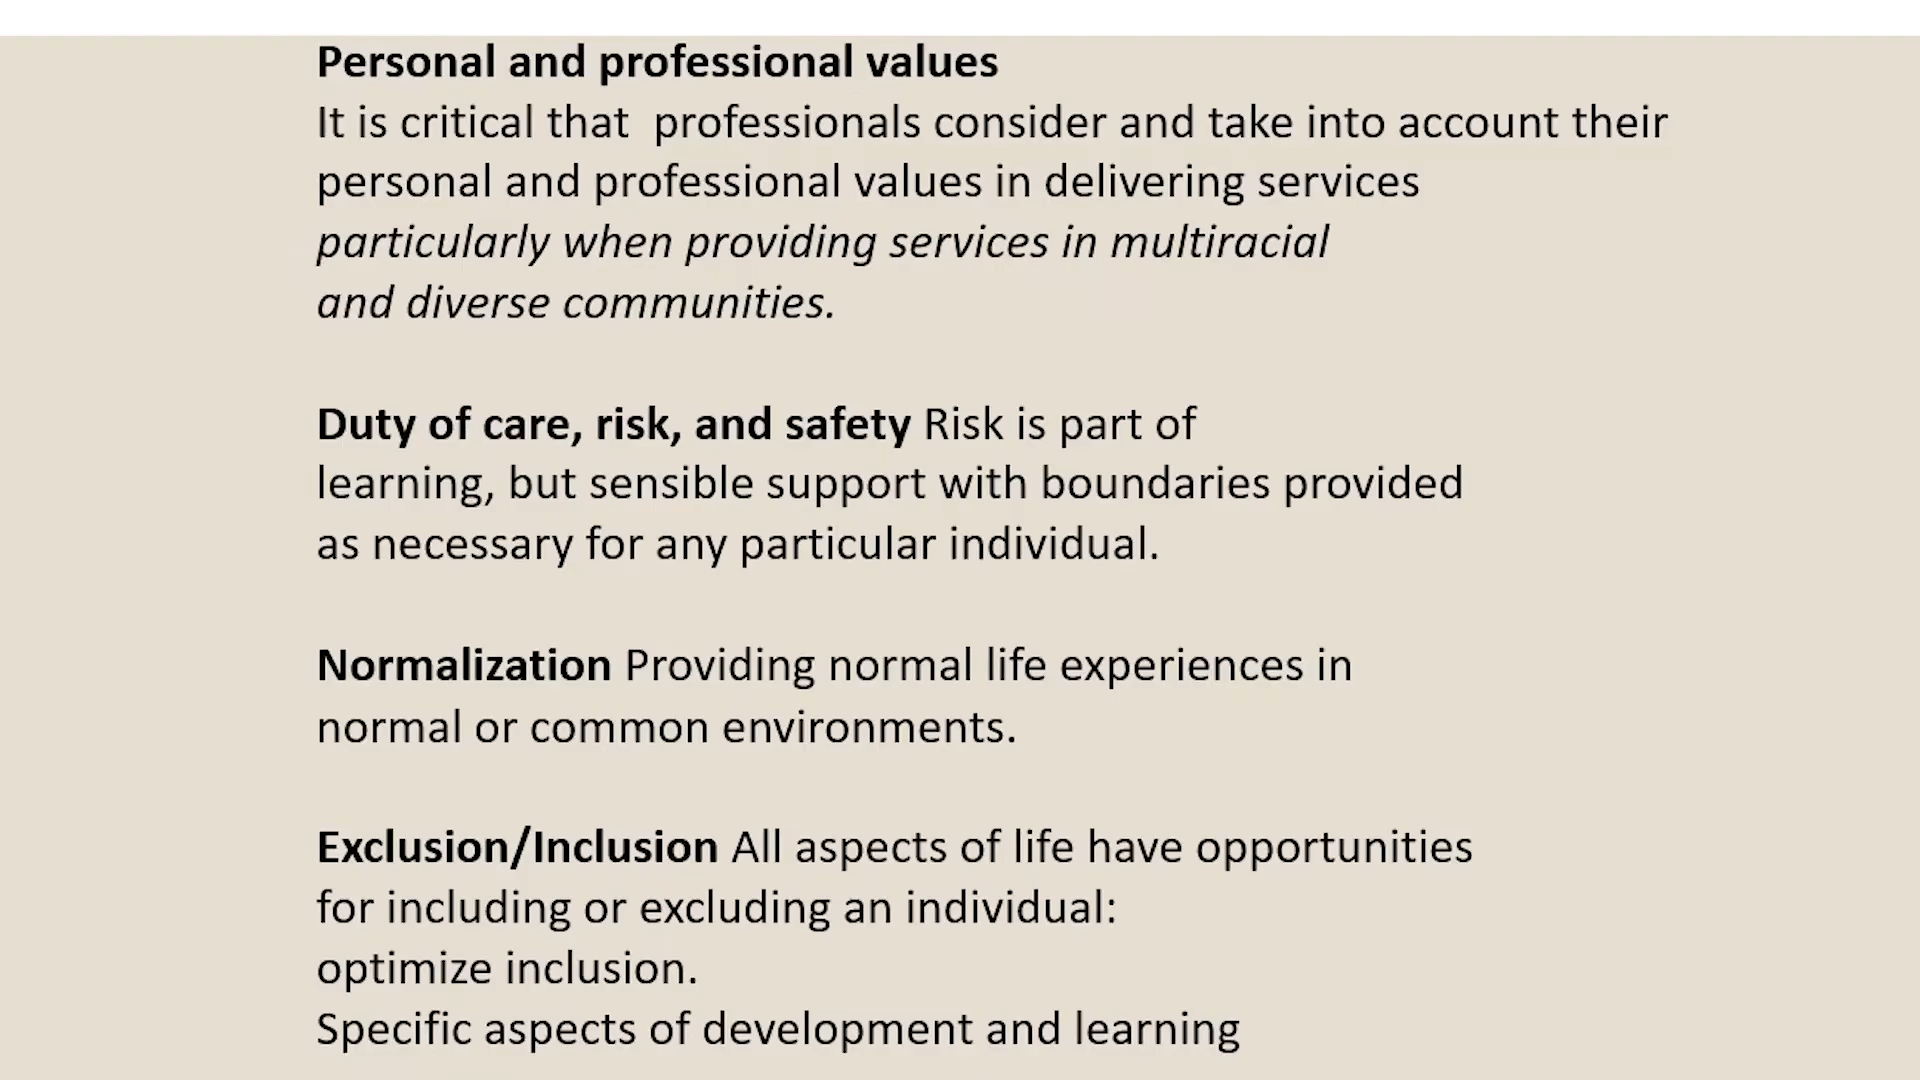 Personal and professional values
It is critical that  professionals consider and take into account their
personal and professional values in delivering services
particularly when providing services in multiracial
and diverse communities.
Duty of care, risk, and safety Risk is part of
learning, but sensible support with boundaries provided
as necessary for any particular individual.
Normalization Providing normal life experiences in
normal or common environments.
Exclusion/Inclusion All aspects of life have opportunities
for including or excluding an individual:
optimize inclusion.
Specific aspects of development and learning